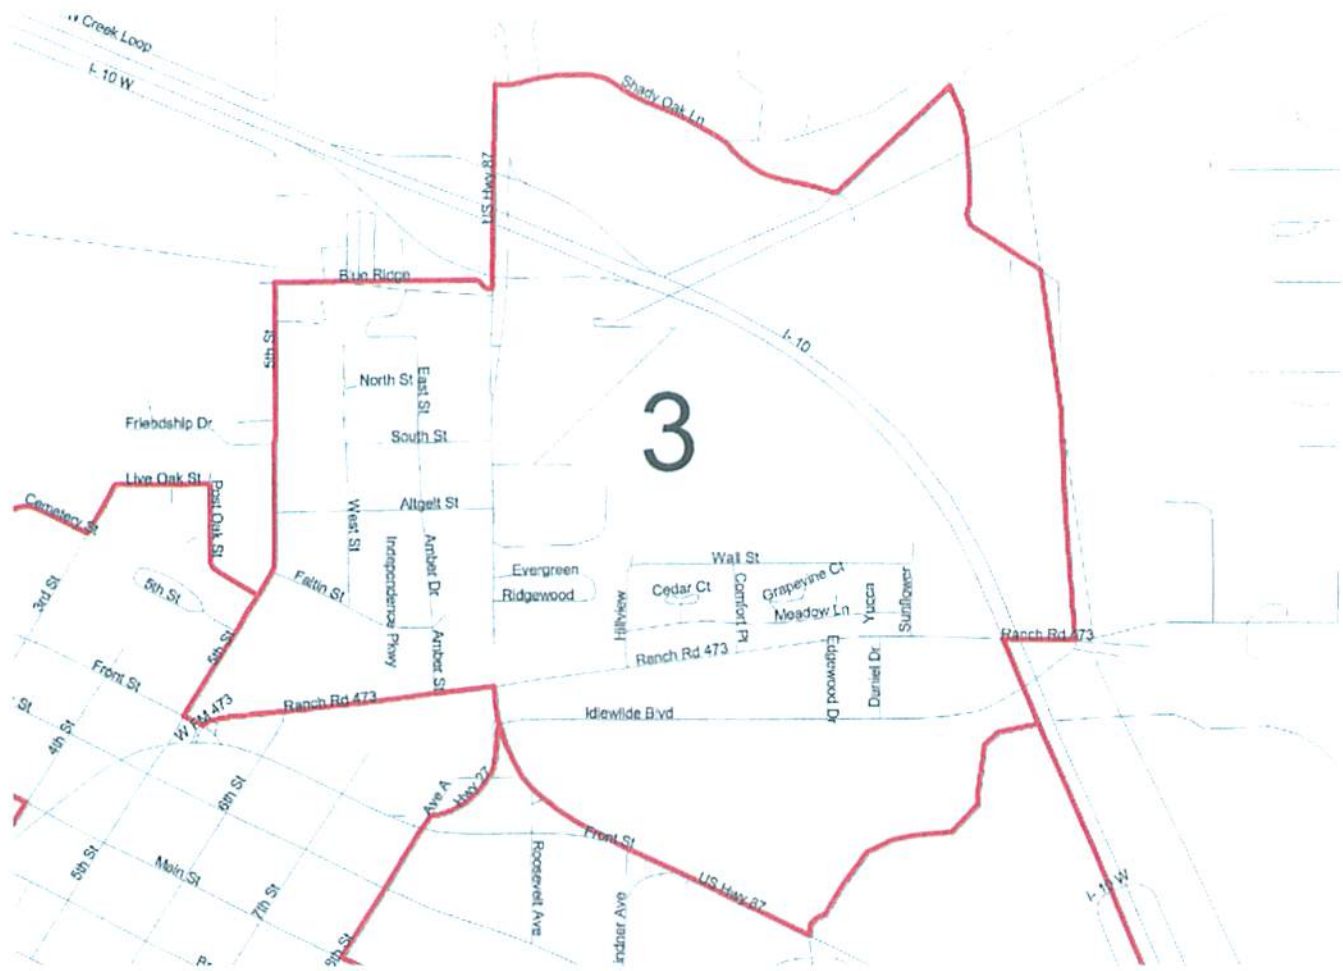 N Creek Loop
I- 10 W
Shady Oak Ln
US Hwy 87
Blue Ridge
I- 10
5th St
North St
East St
3
Friendship Dr
South St
Live Oak St
Post Oak St
Cemetery St
Altgelt St
West St
Independence Pkwy
Amber Dr
Wall St
Evergreen
Ridgewood
Cedar Ct
Comfort Pl
Grapevine Ct
Meadow Ln
Yucca
Sunflower
Hillview
Faltin St
5th St
3rd St
5th St
Amber St
Ranch Rd 473
Ranch Rd 473
Edgewood Dr
Daniel Dr
Front St
Ranch Rd 473
W FM 473
Idlewilde Blvd
St
4th St
6th St
Ave A
Hwy 27
Front St
Roosevelt Ave
US Hwy 87
I- 10 W
5th St
Main St
7th St
8th St